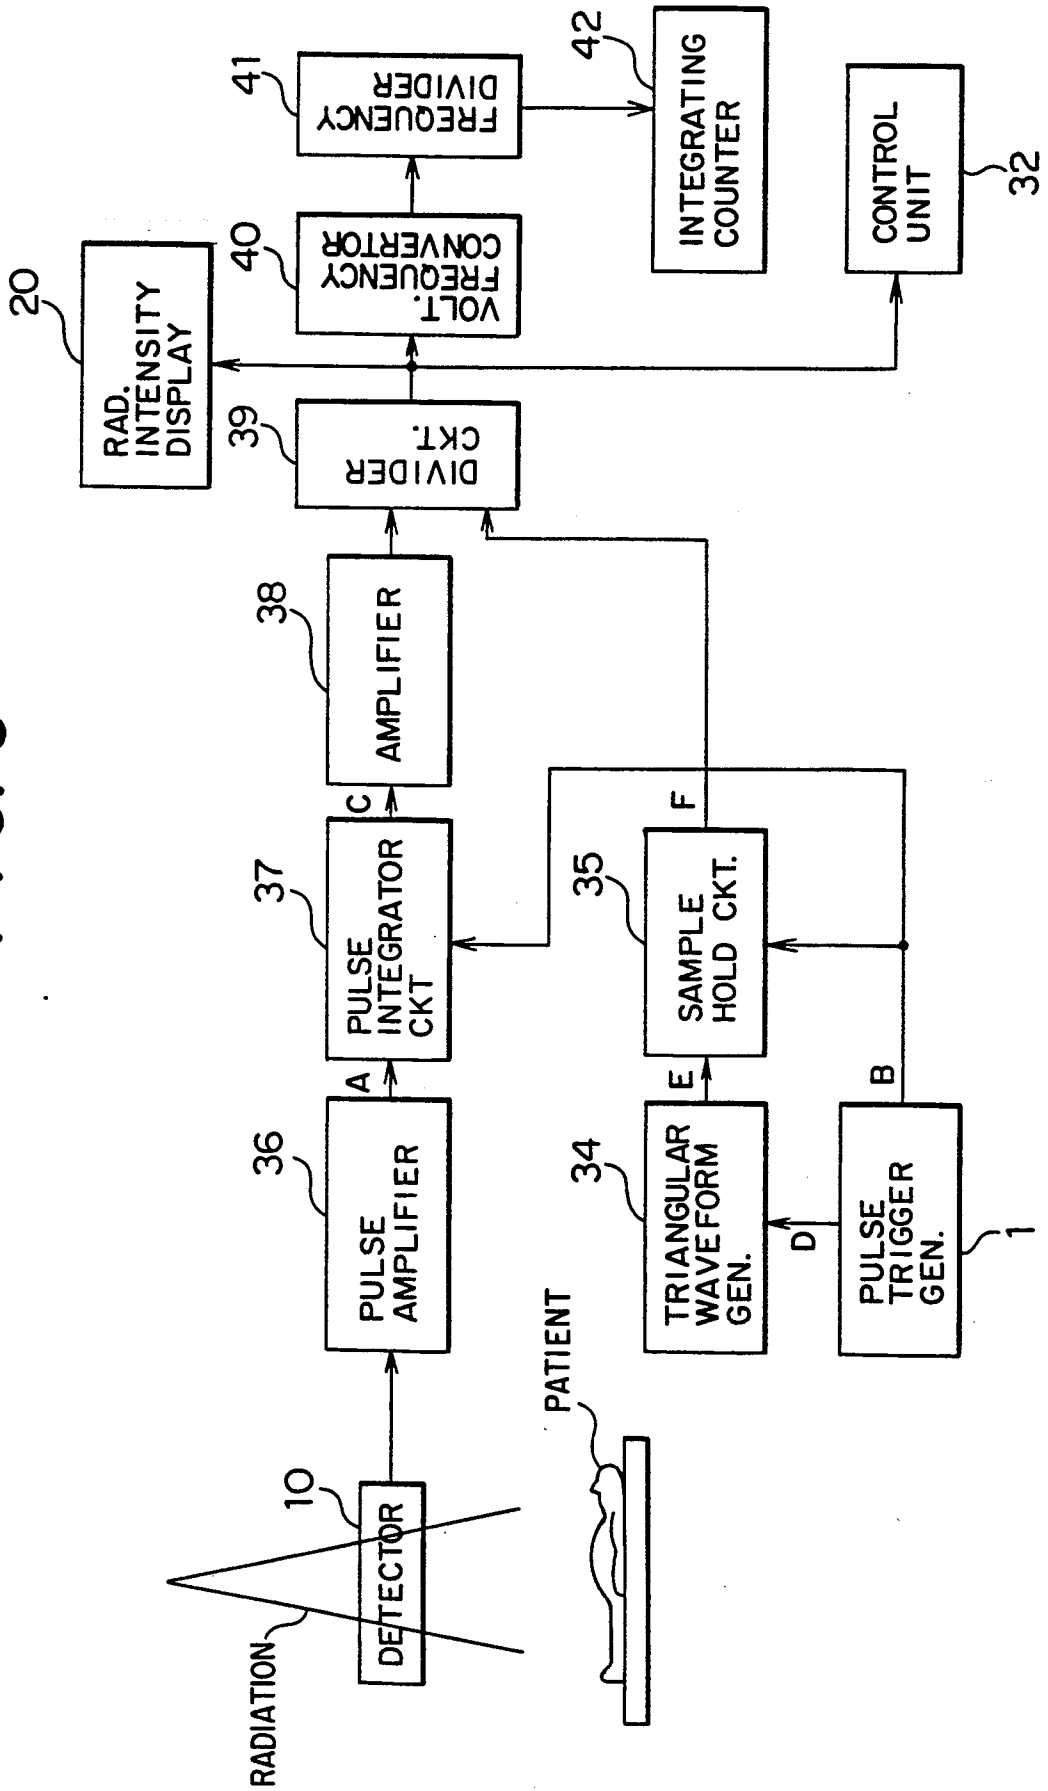 20
RAD.
INTENSITY
DISPLAY
RADIATION
10
DETECTOR
36
PULSE
AMPLIFIER
A
37
PULSE
INTEGRATOR
CKT
C
38
AMPLIFIER
39
DIVIDER
CKT.
40
VOLT.
FREQUENCY
CONVERTOR
41
FREQUENCY
DIVIDER
42
INTEGRATING
COUNTER
PATIENT
34
TRIANGULAR
WAVEFORM
GEN.
E
35
SAMPLE
HOLD CKT.
F
D
PULSE
TRIGGER
GEN.
1
B
CONTROL
UNIT
32